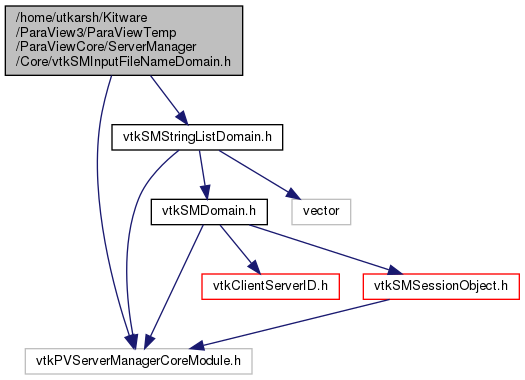 /home/utkarsh/Kitware
/ParaView3/ParaViewTemp
/ParaViewCore/ServerManager
/Core/vtkSMInputFileNameDomain.h
vtkSMStringListDomain.h
vtkSMDomain.h
vector
vtkClientServerID.h
vtkSMSessionObject.h
vtkPVServerManagerCoreModule.h